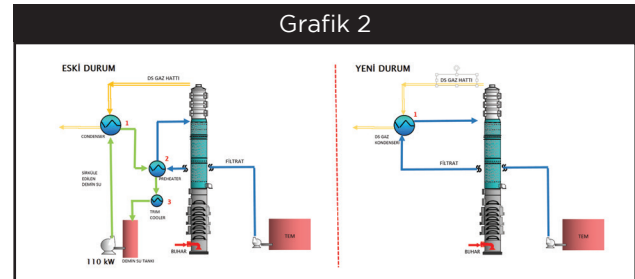 Grafik 2
ESKİ DURUM
DS GAZ HATTI
1
CONDENSER
2
PREHEATER
SİRKÜLE
EDİLEN
DEMIN SU
3
TRIM
COOLER
FİLTRAT
TEM
110 kW
DEMIN SU TANKI
BUHAR
YENİ DURUM
DS GAZ HATTI
1
DS GAZ
KONDENSERİ
FİLTRAT
TEM
BUHAR